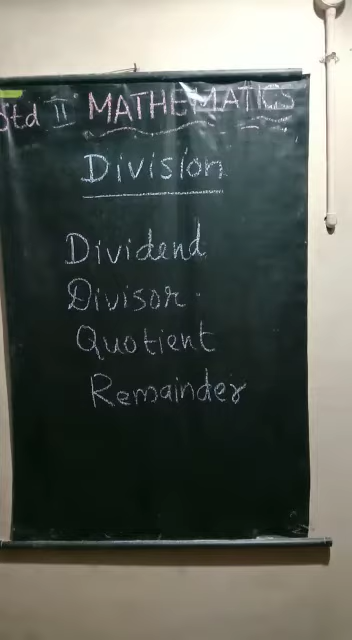 Std II MATHEMATICS
Division
Dividend
Divisor.
Quotient
Remainder